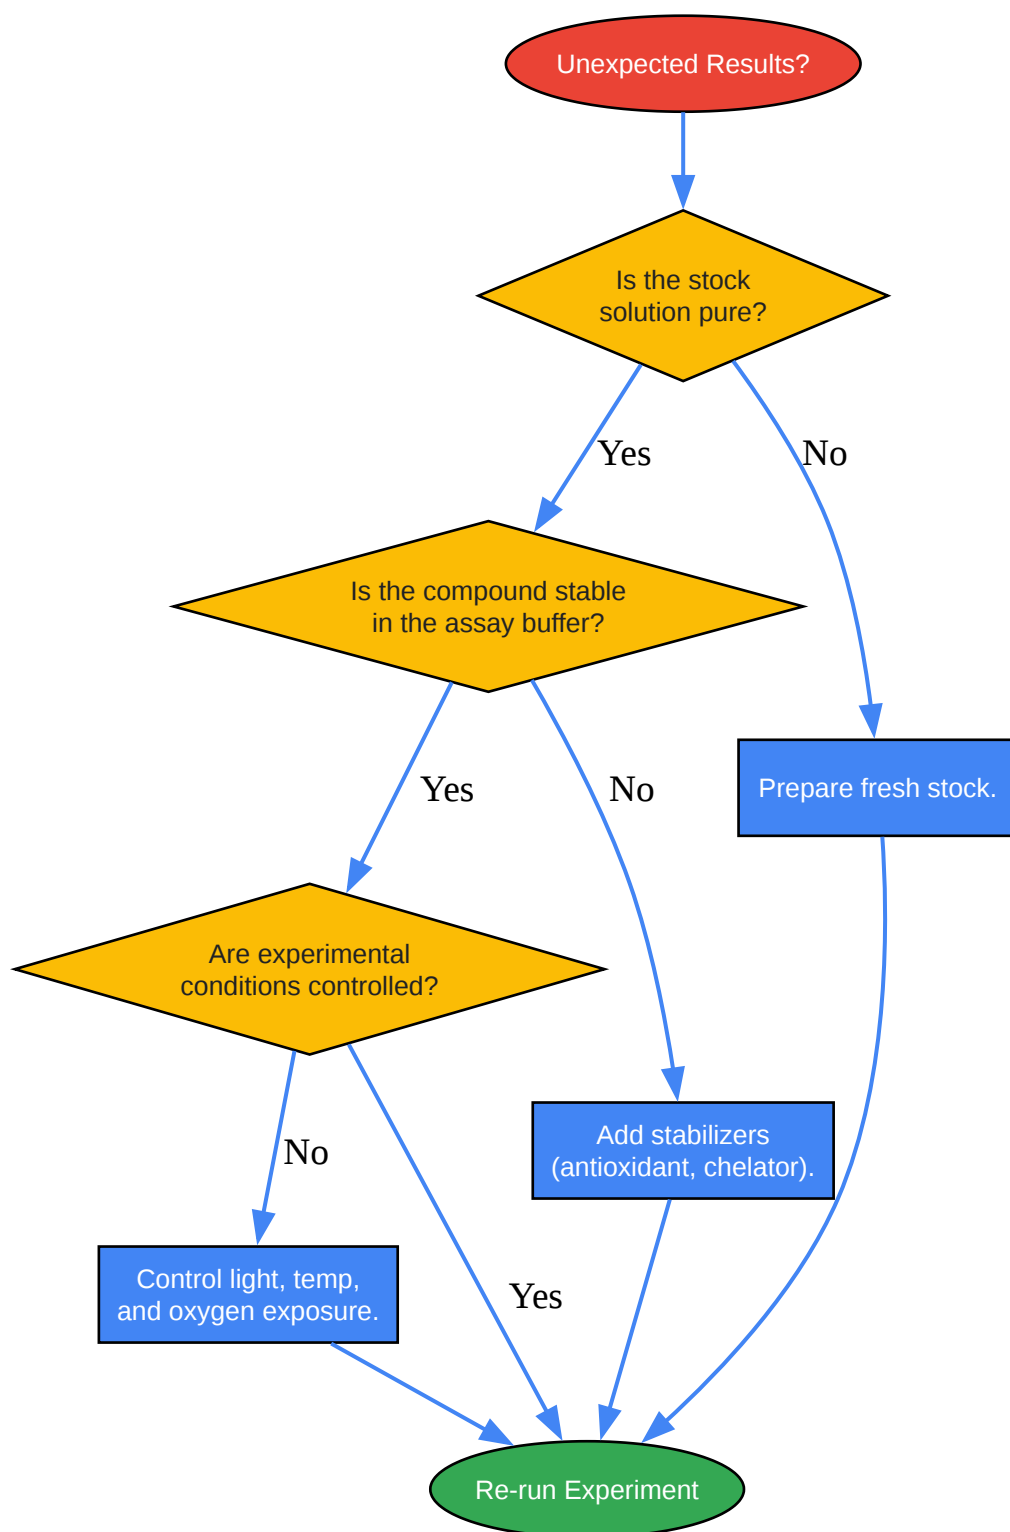 Unexpected Results?
Is the stock
solution pure?
Yes
No
Is the compound stable
in the assay buffer?
Yes
No
Prepare fresh stock.
Are experimental
conditions controlled?
No
Add stabilizers
(antioxidant, chelator).
Control light, temp,
and oxygen exposure.
Yes
Re-run Experiment